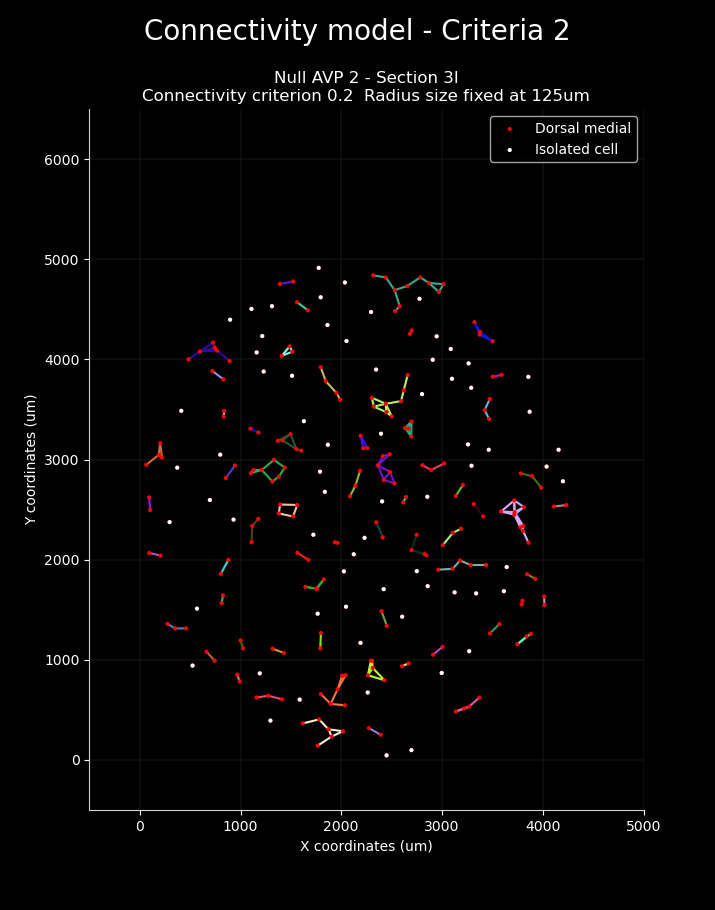 Connectivity model - Criteria 2
Null AVP 2 - Section 3l
Connectivity criterion 0.2  Radius size fixed at 125um
Dorsal medial
Isolated cell
6000
5000
4000
3000
2000
1000
0
Y coordinates (um)
0 1000 2000 3000 4000 5000
X coordinates (um)